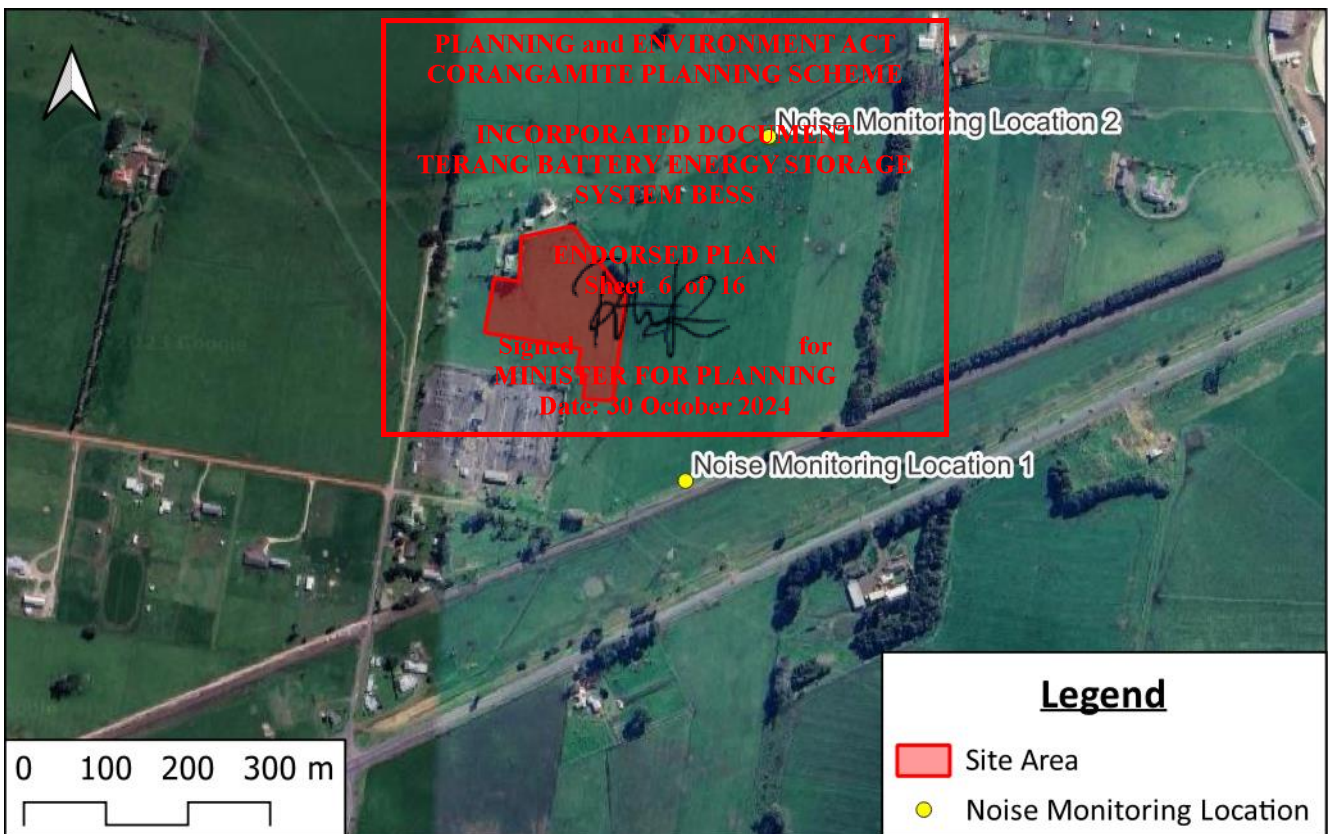 PLANNING and ENVIRONMENT ACT
CORANGAMITE PLANNING SCHEME
Noise Monitoring Location 2
INCORPORATED DOCUMENT
TERANG BATTERY ENERGY STORAGE
SYSTEM BESS
ENDORSED PLAN
Sheet 6 of 16
Signed for
MINISTER FOR PLANNING
Date: 30 October 2024
Noise Monitoring Location 1
0 100 200 300 m
Legend
Site Area
Noise Monitoring Location